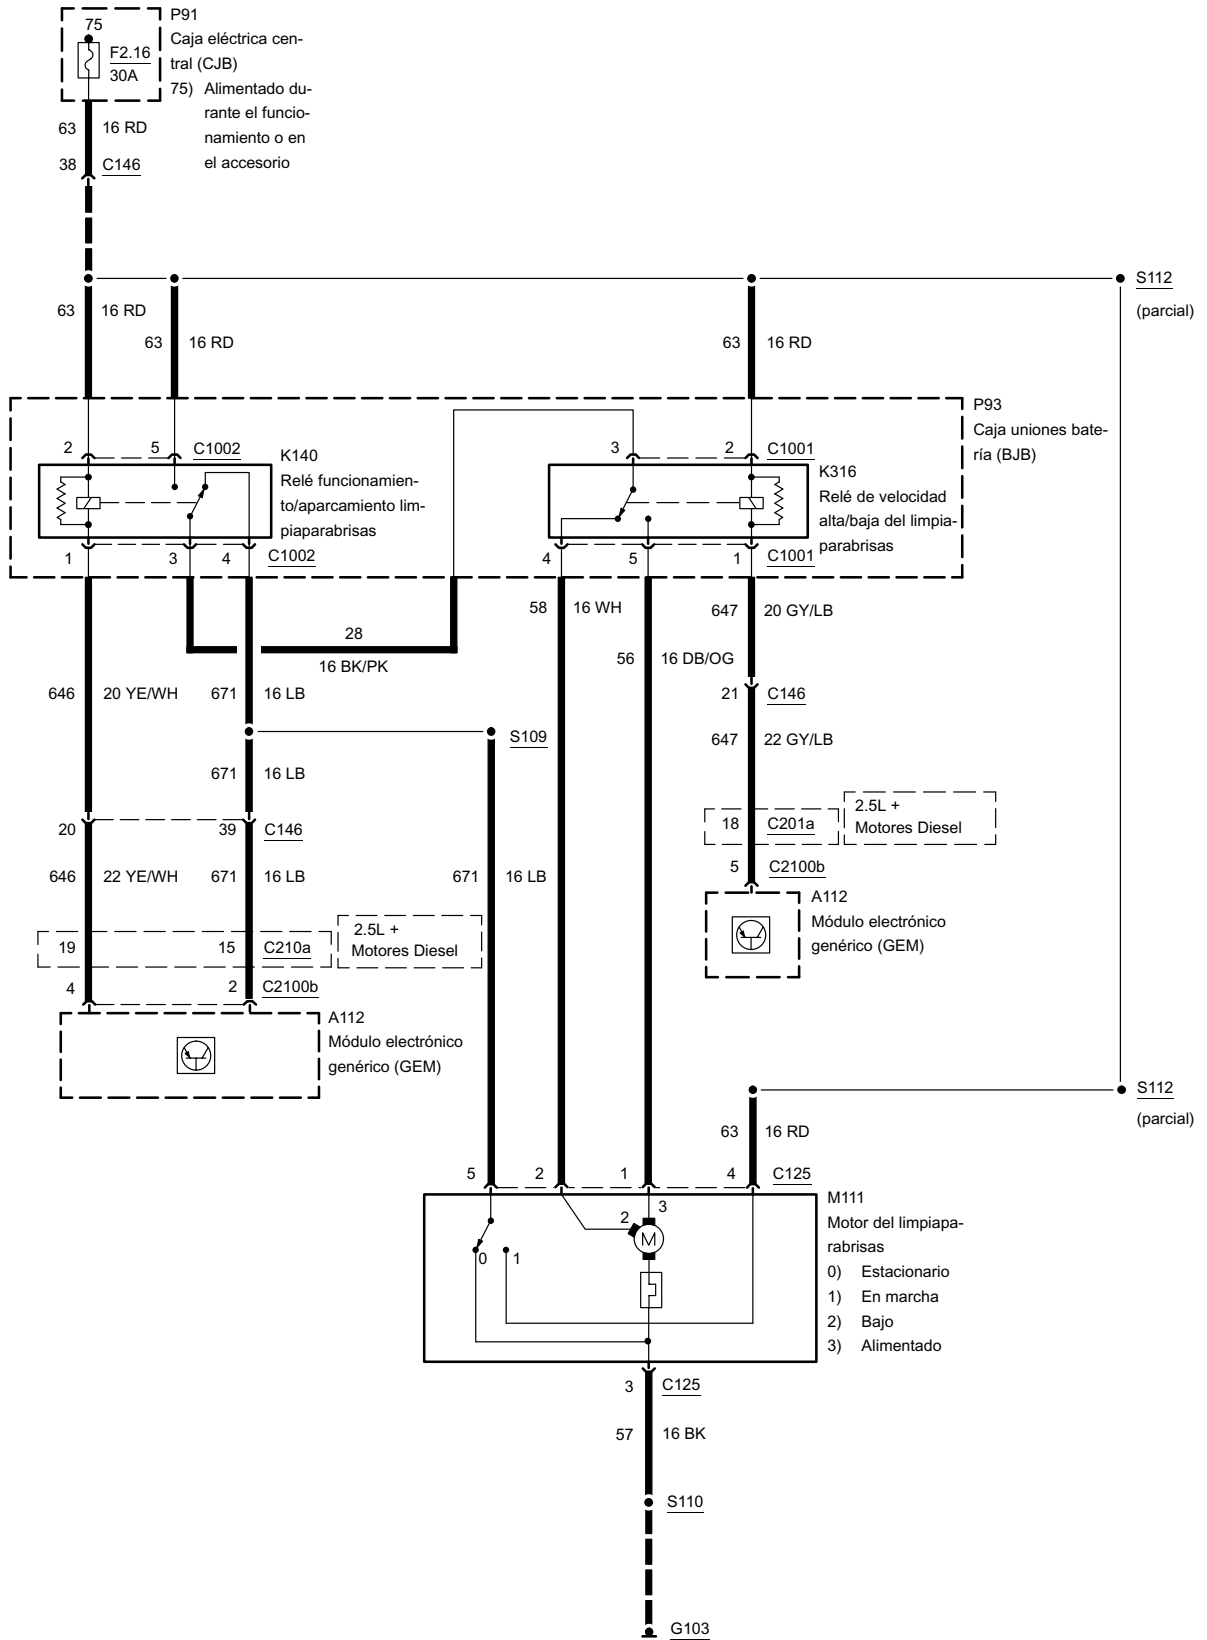 P91
75
Caja eléctrica cen-
tral (CJB)
F2.16
30A
75) Alimentado du-
rante el funcio-
namiento o en
el accesorio
63 16 RD
38 C146
S112
(parcial)
63 16 RD
63 16 RD
63 16 RD
P93
Caja uniones bate-
ría (BJB)
2 5 C1002
K140
Relé funcionamien-
to/aparcamiento lim-
piaparabrisas
3 2 C1001
K316
Relé de velocidad
alta/baja del limpia-
parabrisas
1 3 4 C1002
4 5 1 C1001
58 16 WH
647 20 GY/LB
28
16 BK/PK
56 16 DB/OG
646 20 YE/WH
671 16 LB
21 C146
S109
647 22 GY/LB
671 16 LB
2.5L +
Motores Diesel
18 C201a
20 39 C146
5 C2100b
646 22 YE/WH
671 16 LB
671 16 LB
A112
Módulo electrónico
genérico (GEM)
2.5L +
Motores Diesel
19 15 C210a
4 2 C2100b
A112
Módulo electrónico
genérico (GEM)
S112
(parcial)
63 16 RD
5 2 1 4 C125
M111
Motor del limpiapa-
rabrisas
0) Estacionario
1) En marcha
2) Bajo
3) Alimentado
3
2
M
0 1
3 C125
57 16 BK
S110
G103